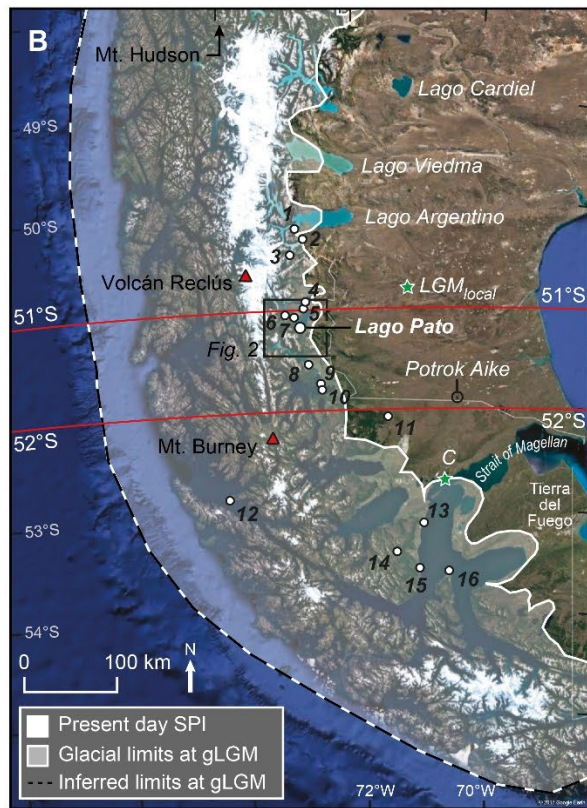 B
Mt. Hudson
Lago Cardiel
49°S
Lago Viedma
50°S
1
Lago Argentino
2
3
Volcán Reclús
LGMlocal
4
51°S
51°S
5
6
7
Lago Pato
Fig. 2
8
9
Potrok Aike
10
11
52°S
52°S
Mt. Burney
C
Strait of Magellan
12
13
Tierra
del
Fuego
53°S
14
15
16
54°S
0
100 km
N
Present day SPI
Glacial limits at gLGM
Inferred limits at gLGM
72°W
70°W